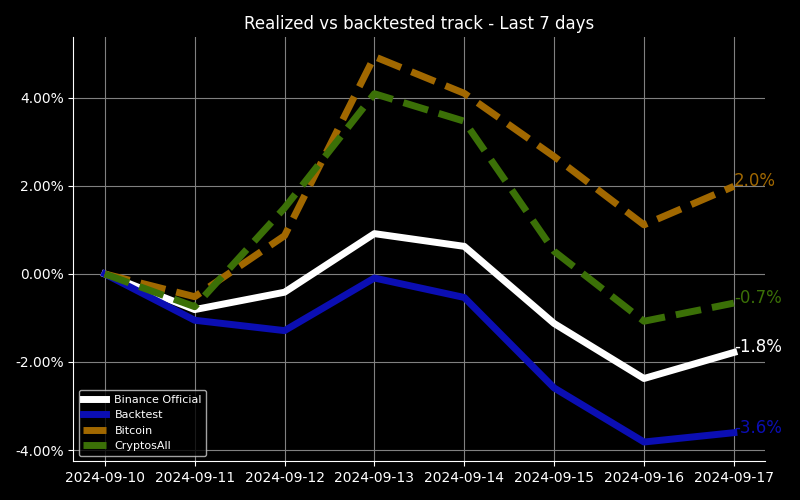 Realized vs backtested track - Last 7 days
4.00%
2.00%
0.00%
-2.00%
-4.00%
2.0%
-0.7%
-1.8%
-3.6%
Binance Official
Backtest
Bitcoin
CryptosAll
2024-09-10 2024-09-11 2024-09-12 2024-09-13 2024-09-14 2024-09-15 2024-09-16 2024-09-17